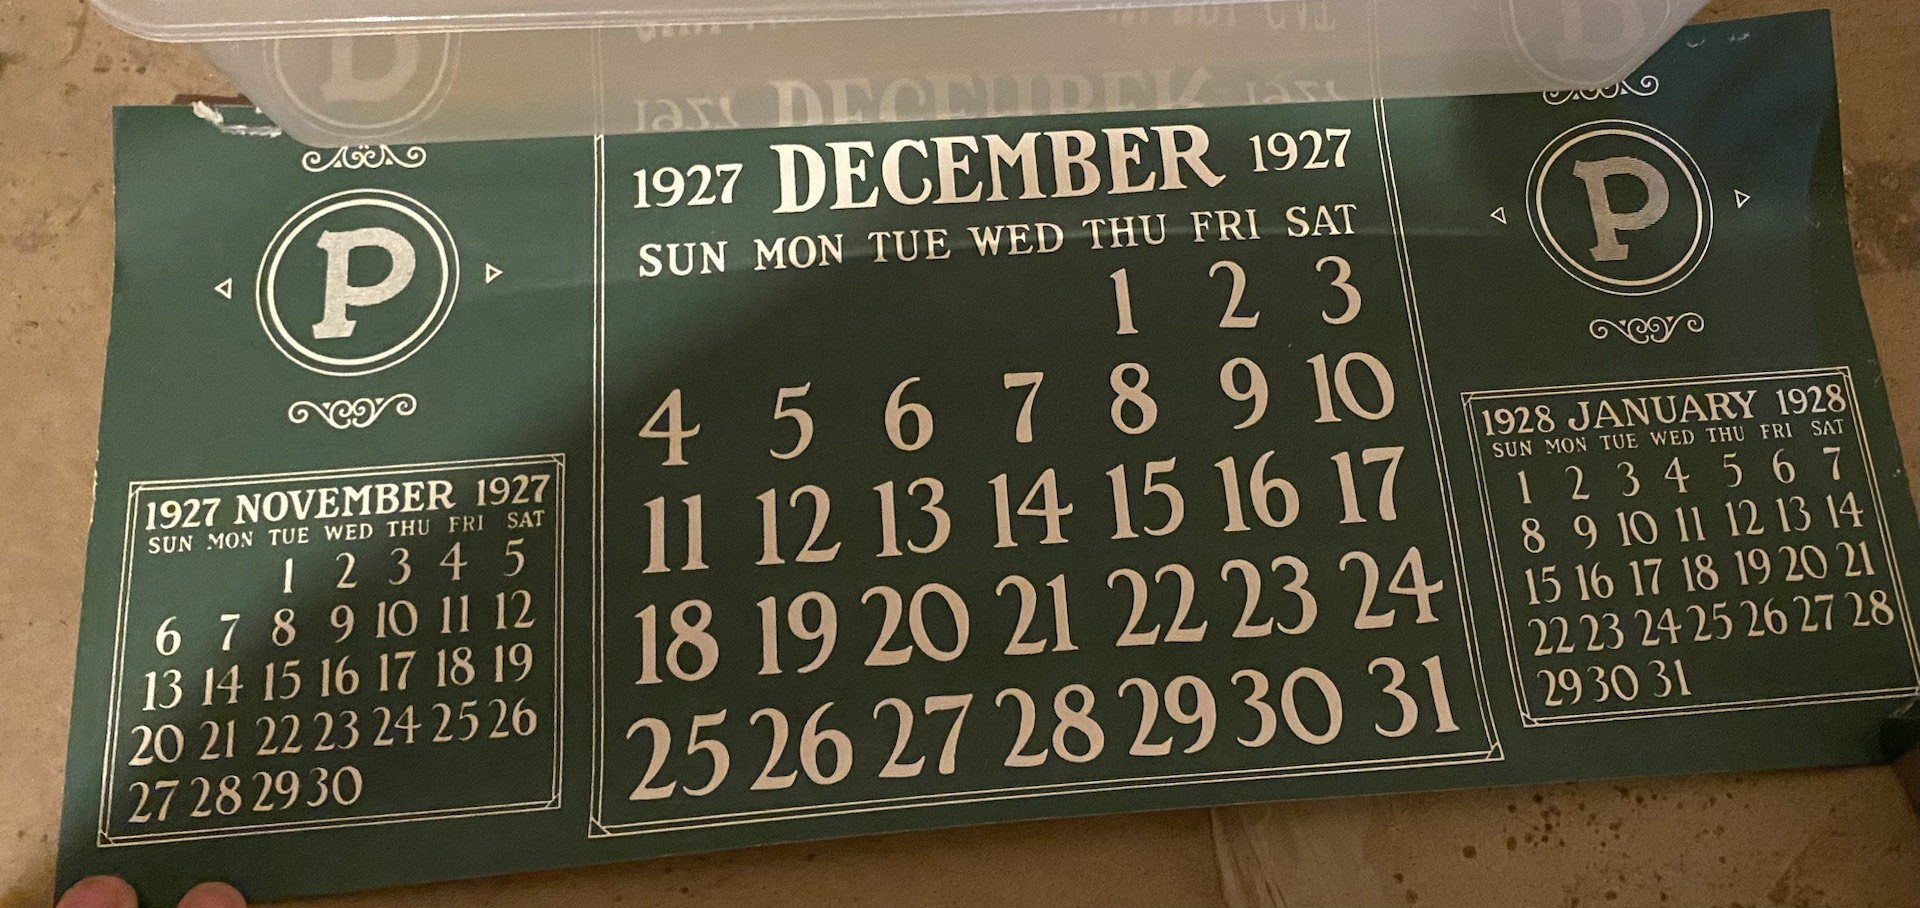 P
1927 NOVEMBER 1927
SUN MON TUE WED THU FRI SAT
1 2 3 4 5
6 7 8 9 10 11 12
13 14 15 16 17 18 19
20 21 22 23 24 25 26
27 28 29 30
1927 DECEMBER 1927
SUN MON TUE WED THU FRI SAT
1 2 3
4 5 6 7 8 9 10
11 12 13 14 15 16 17
18 19 20 21 22 23 24
25 26 27 28 29 30 31
P
1928 JANUARY 1928
SUN MON TUE WED THU FRI SAT
1 2 3 4 5 6 7
8 9 10 11 12 13 14
15 16 17 18 19 20 21
22 23 24 25 26 27 28
29 30 31